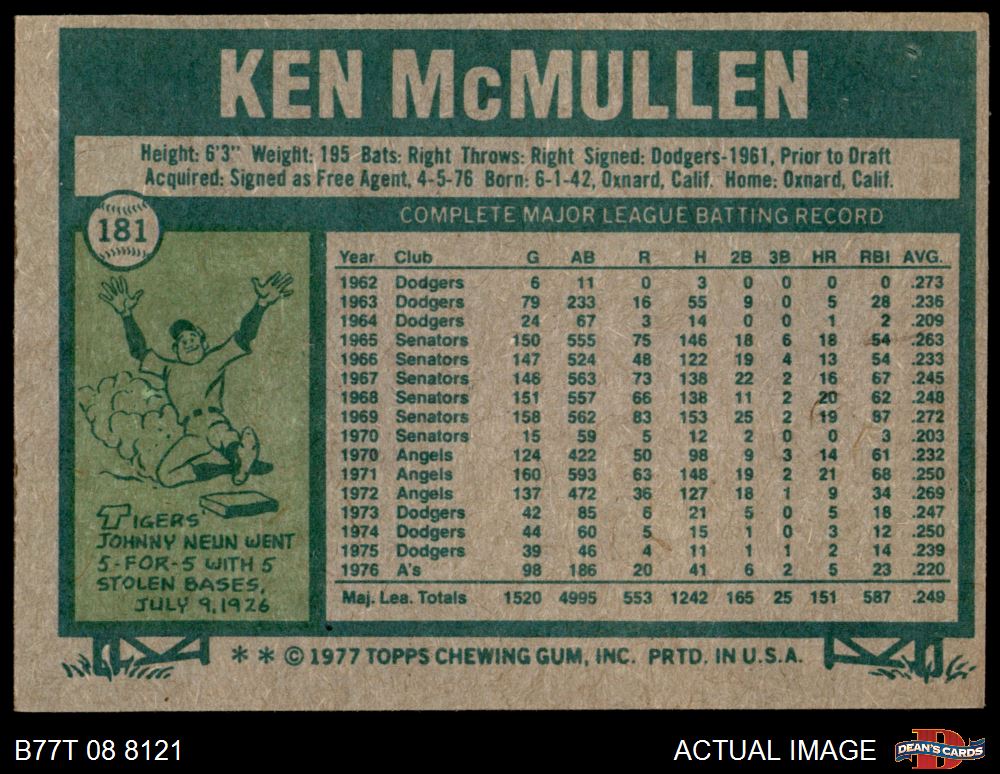 KEN McMULLEN
Height: 6'3" Weight: 195 Bats: Right Throws: Right Signed: Dodgers-1961, Prior to Draft
Acquired: Signed as Free Agent, 4-5-76 Born: 6-1-42, Oxnard, Calif. Home: Oxnard, Calif.
181
COMPLETE MAJOR LEAGUE BATTING RECORD
Year Club G AB R H 2B 3B HR RBI AVG.
1962 Dodgers 6 11 0 3 0 0 0 0 .273
1963 Dodgers 79 233 16 55 9 0 5 28 .236
1964 Dodgers 24 67 3 14 0 0 1 2 .209
1965 Senators 150 555 75 146 18 6 18 54 .263
1966 Senators 147 524 48 122 19 4 13 54 .233
1967 Senators 146 563 73 138 22 2 16 67 .245
1968 Senators 151 557 66 138 11 2 20 62 .248
1969 Senators 158 562 83 153 25 2 19 87 .272
1970 Senators 15 59 5 12 2 0 0 3 .203
1970 Angels 124 422 50 98 9 3 14 61 .232
1971 Angels 160 593 63 148 19 2 21 68 .250
1972 Angels 137 472 36 127 18 1 9 34 .269
1973 Dodgers 42 85 6 21 5 0 5 18 .247
1974 Dodgers 44 60 5 15 1 0 3 12 .250
1975 Dodgers 39 46 4 11 1 1 2 14 .239
1976 A's 98 186 20 41 6 2 5 23 .220
Maj. Lea. Totals 1520 4995 553 1242 165 25 151 587 .249
TIGERS'
JOHNNY NEUN WENT
5-FOR-5 WITH 5
STOLEN BASES,
JULY 9, 1926
** © 1977 TOPPS CHEWING GUM, INC. PRTD. IN U.S.A.
B77T 08 8121
ACTUAL IMAGE
DEAN'S CARDS